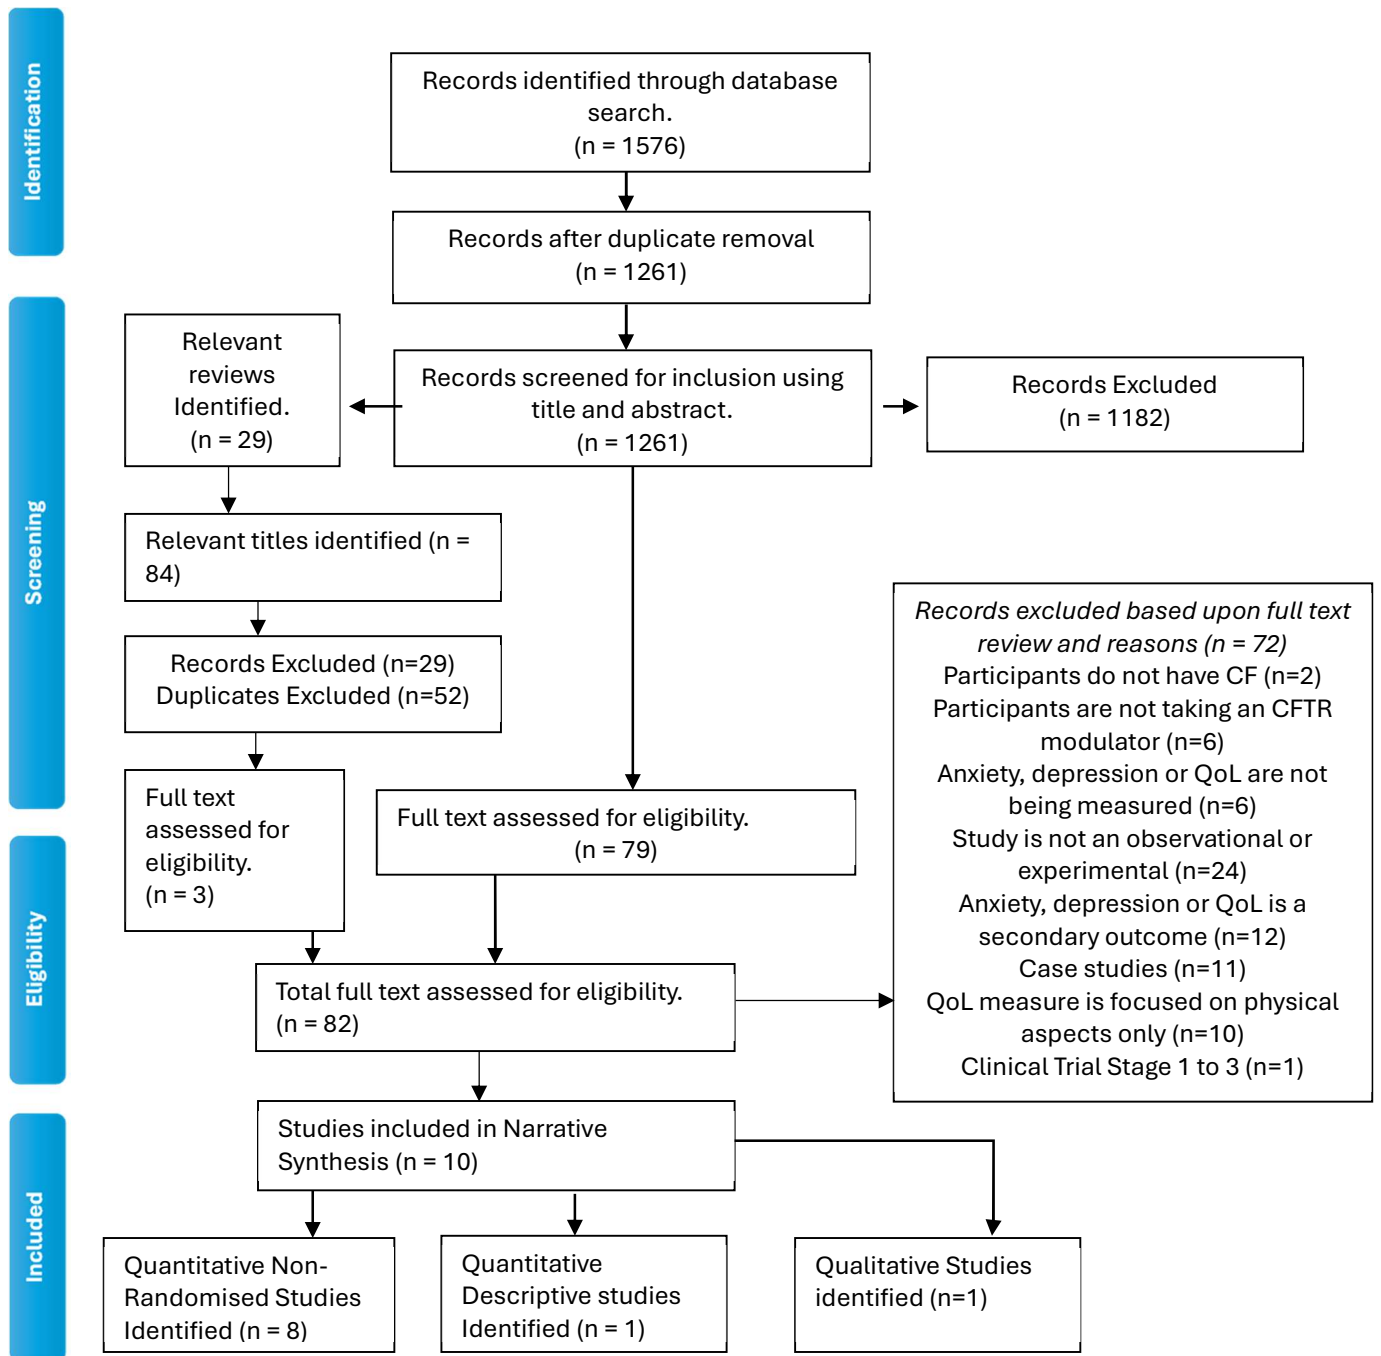 Identification
Records identified through database
search.
(n = 1576)
Records after duplicate removal
(n = 1261)
Screening
Relevant
reviews
Identified.
(n = 29)
Records screened for inclusion using
title and abstract.
(n = 1261)
Records Excluded
(n = 1182)
Relevant titles identified (n =
84)
Records Excluded (n=29)
Duplicates Excluded (n=52)
Full text
assessed for
eligibility.
(n = 3)
Full text assessed for eligibility.
(n = 79)
Records excluded based upon full text
review and reasons (n = 72)
Participants do not have CF (n=2)
Participants are not taking an CFTR
modulator (n=6)
Anxiety, depression or QoL are not
being measured (n=6)
Study is not an observational or
experimental (n=24)
Anxiety, depression or QoL is a
secondary outcome (n=12)
Case studies (n=11)
QoL measure is focused on physical
aspects only (n=10)
Clinical Trial Stage 1 to 3 (n=1)
Eligibility
Total full text assessed for eligibility.
(n = 82)
Included
Studies included in Narrative
Synthesis (n = 10)
Quantitative Non-
Randomised Studies
Identified (n = 8)
Quantitative
Descriptive studies
Identified (n = 1)
Qualitative Studies
identified (n=1)